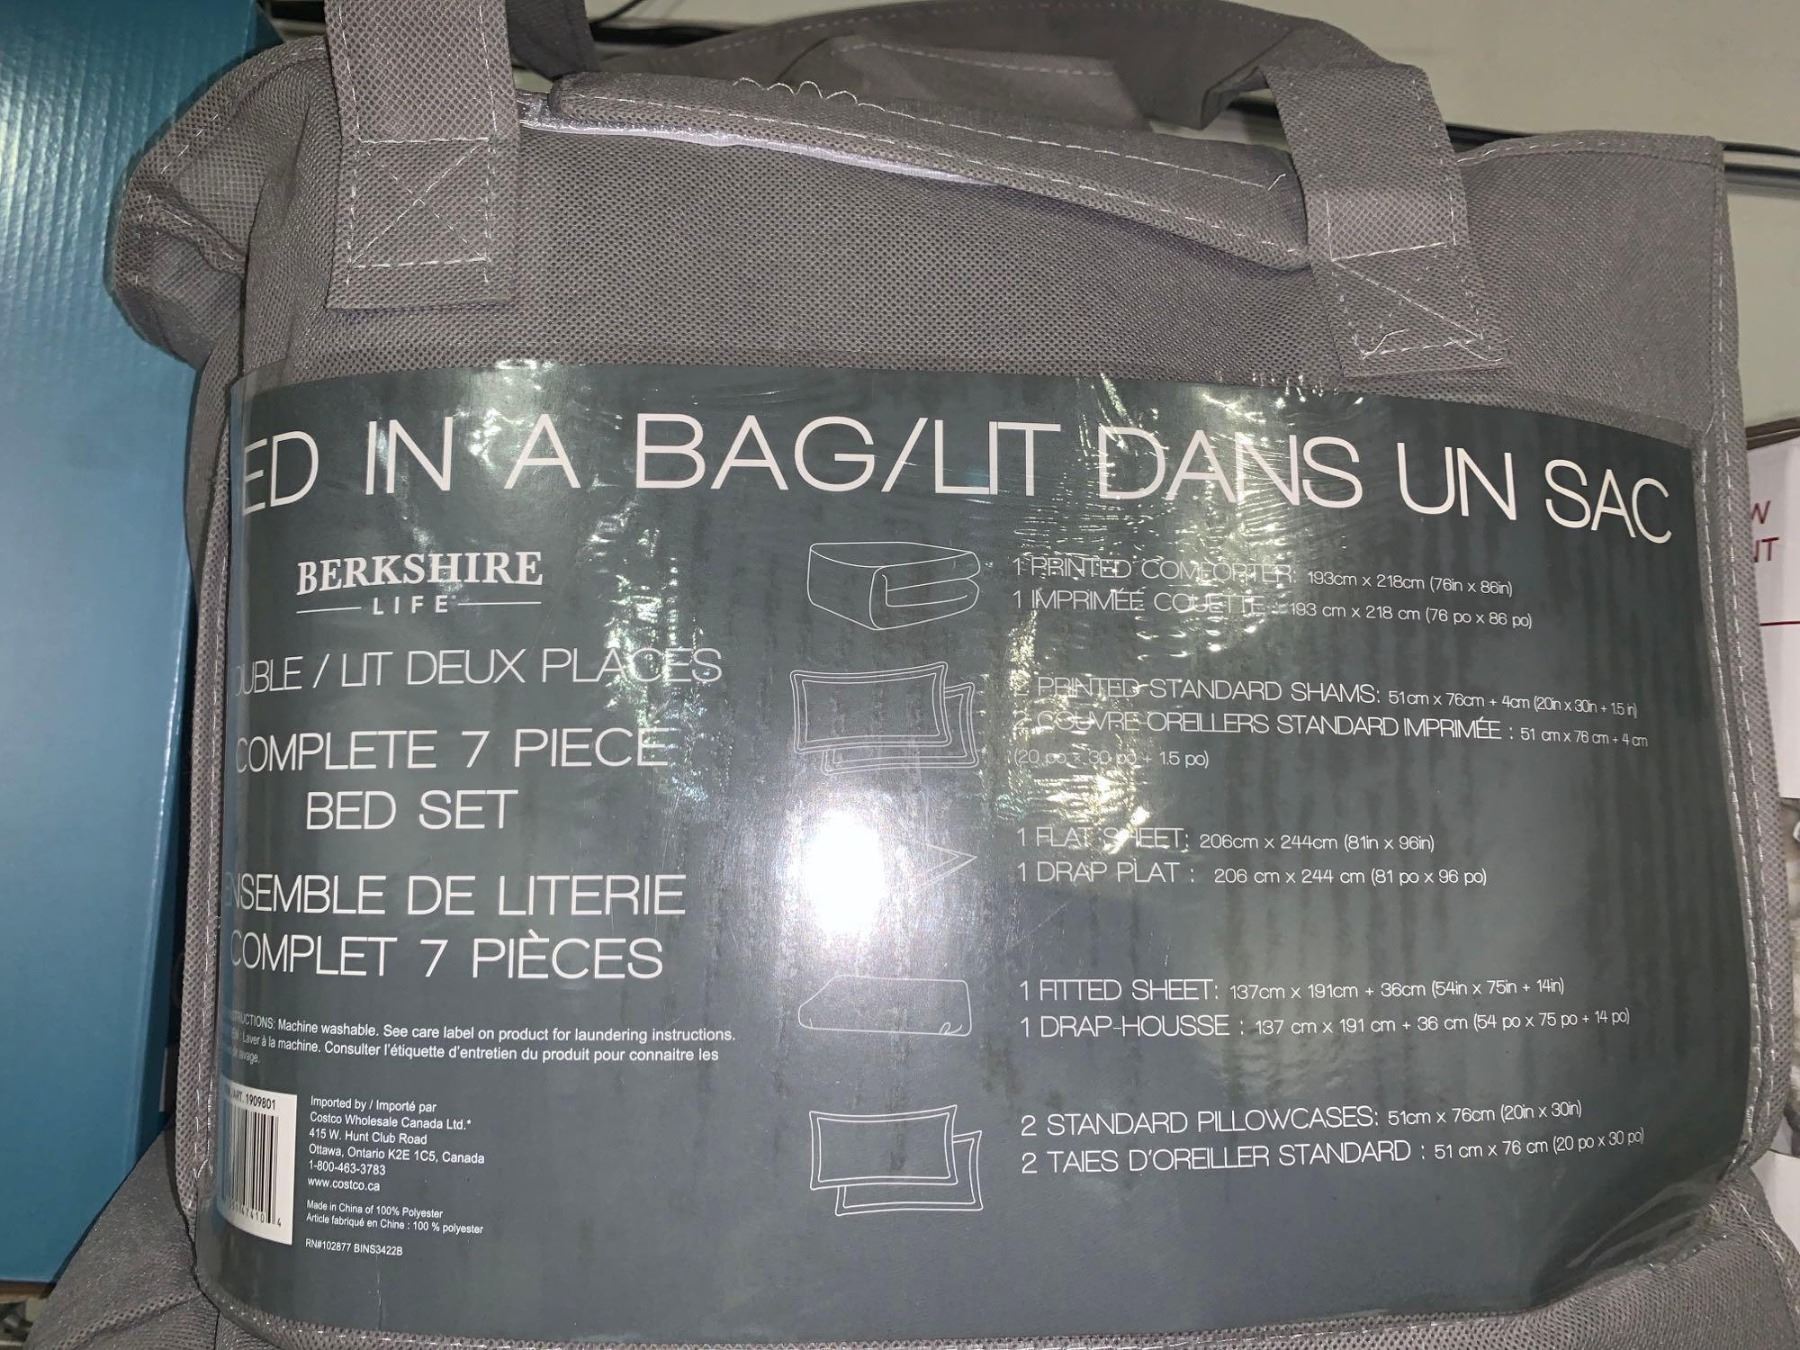 ED IN A BAG/LIT DANS UN SAC
BERKSHIRE
LIFE
UBLE / LIT DEUX PLACES
COMPLETE 7 PIECE
BED SET
ENSEMBLE DE LITERIE
COMPLET 7 PIÈCES
RUCTIONS: Machine washable. See care label on product for laundering instructions.
Laver à la machine. Consulter l'étiquette d'entretien du produit pour connaitre les
lavage.
ART. 1909801
Imported by / Importé par
Costco Wholesale Canada Ltd.*
415 W. Hunt Club Road
Ottawa, Ontario K2E 1C5, Canada
1-800-463-3783
www.costco.ca
Made in China of 100% Polyester
Article fabriqué en Chine : 100 % polyester
RN#102877 BINS3422B
1 PRINTED COMFORTER: 193cm x 218cm (76in x 86in)
1 IMPRIMÉE COUETTE : 193 cm x 218 cm (76 po x 86 po)
2 PRINTED STANDARD SHAMS: 51cm x 76cm + 4cm (20in x 30in + 1.5 in)
2 COUVRE OREILLERS STANDARD IMPRIMÉE : 51 cm x 76 cm + 4 cm
(20 po x 30 po + 1.5 po)
1 FLAT SHEET: 206cm x 244cm (81in x 96in)
1 DRAP PLAT : 206 cm x 244 cm (81 po x 96 po)
1 FITTED SHEET: 137cm x 191cm + 36cm (54in x 75in + 14in)
1 DRAP-HOUSSE : 137 cm x 191 cm + 36 cm (54 po x 75 po + 14 po)
2 STANDARD PILLOWCASES: 51cm x 76cm (20in x 30in)
2 TAIES D'OREILLER STANDARD : 51 cm x 76 cm (20 po x 30 po)